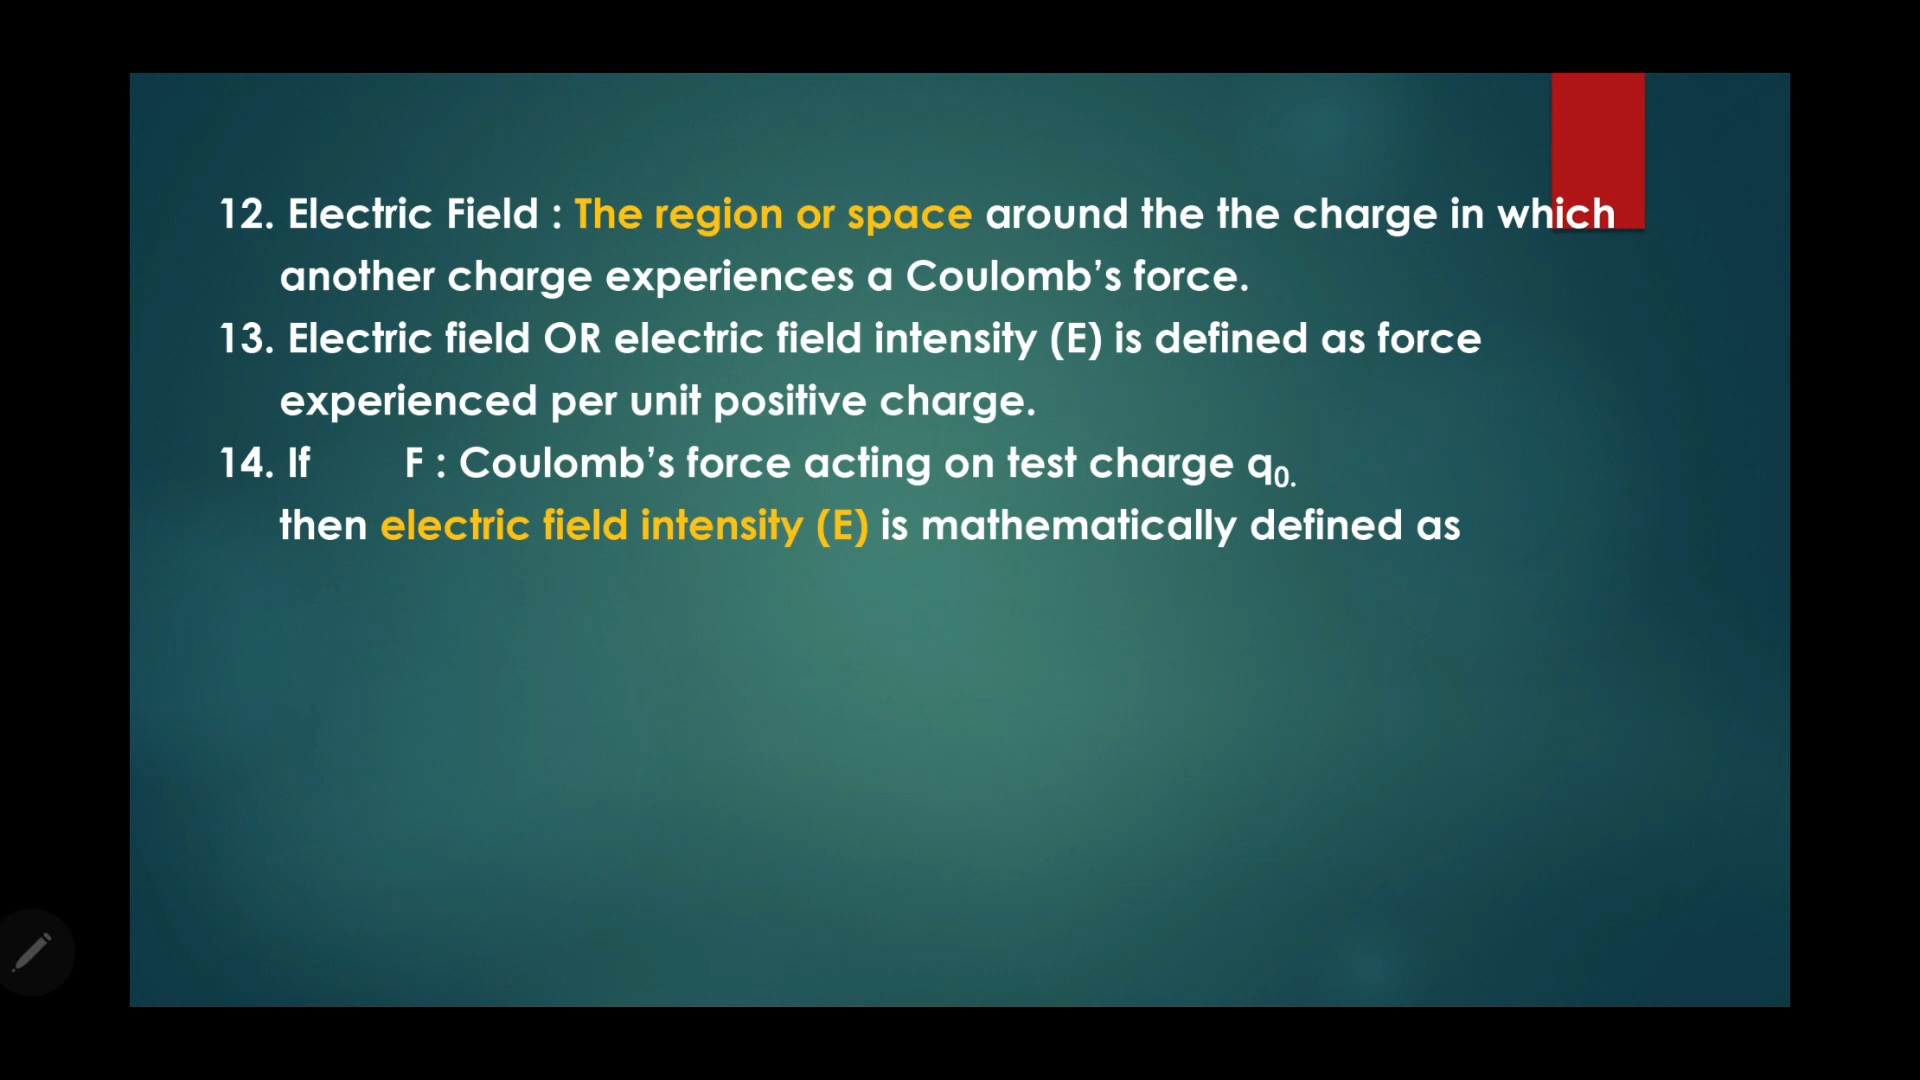 12. Electric Field : The region or space around the the charge in which
another charge experiences a Coulomb’s force.
13. Electric field OR electric field intensity (E) is defined as force
experienced per unit positive charge.
14. If F : Coulomb’s force acting on test charge q₀.
then electric field intensity (E) is mathematically defined as